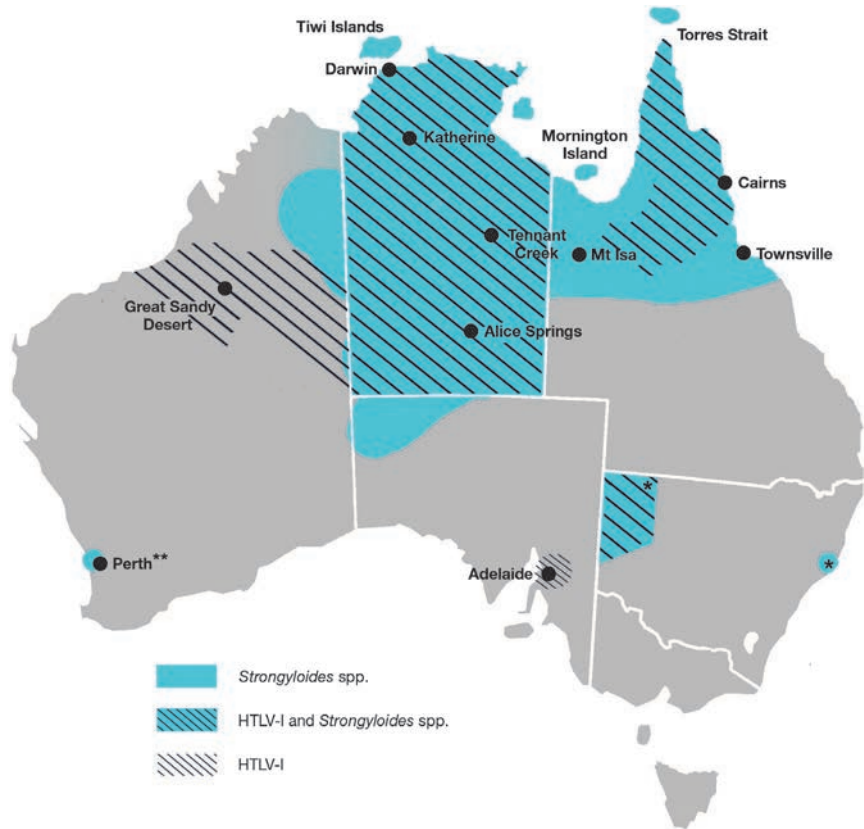 Tiwi Islands
Torres Strait
Darwin
Katherine
Mornington
Island
Cairns
Tennant
Creek
Mt Isa
Townsville
Great Sandy
Desert
Alice Springs
*
Perth**
Adelaide
*
Strongyloides spp.
HTLV-I and Strongyloides spp.
HTLV-I